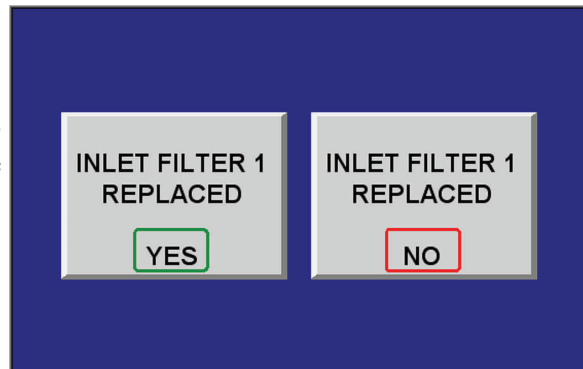 INLET FILTER 1
REPLACED
YES
INLET FILTER 1
REPLACED
NO